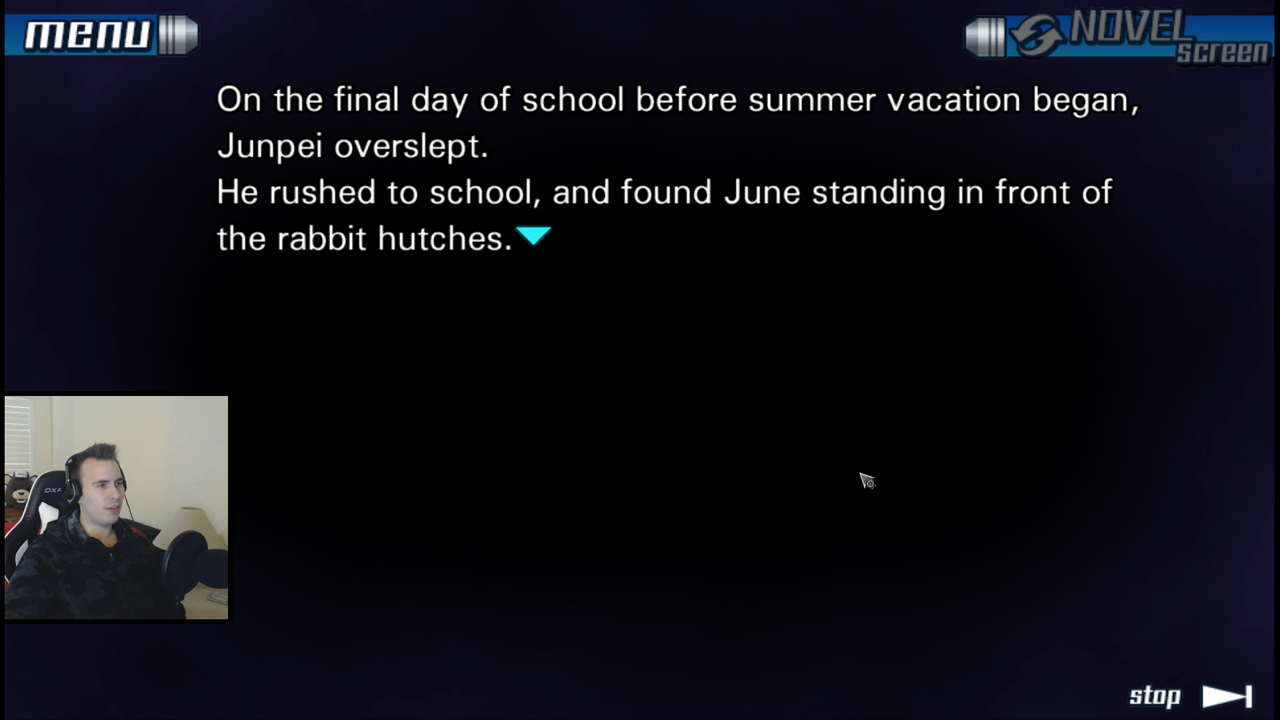 menu
NOVEL
screen
On the final day of school before summer vacation began,
Junpei overslept.
He rushed to school, and found June standing in front of
the rabbit hutches.
stop